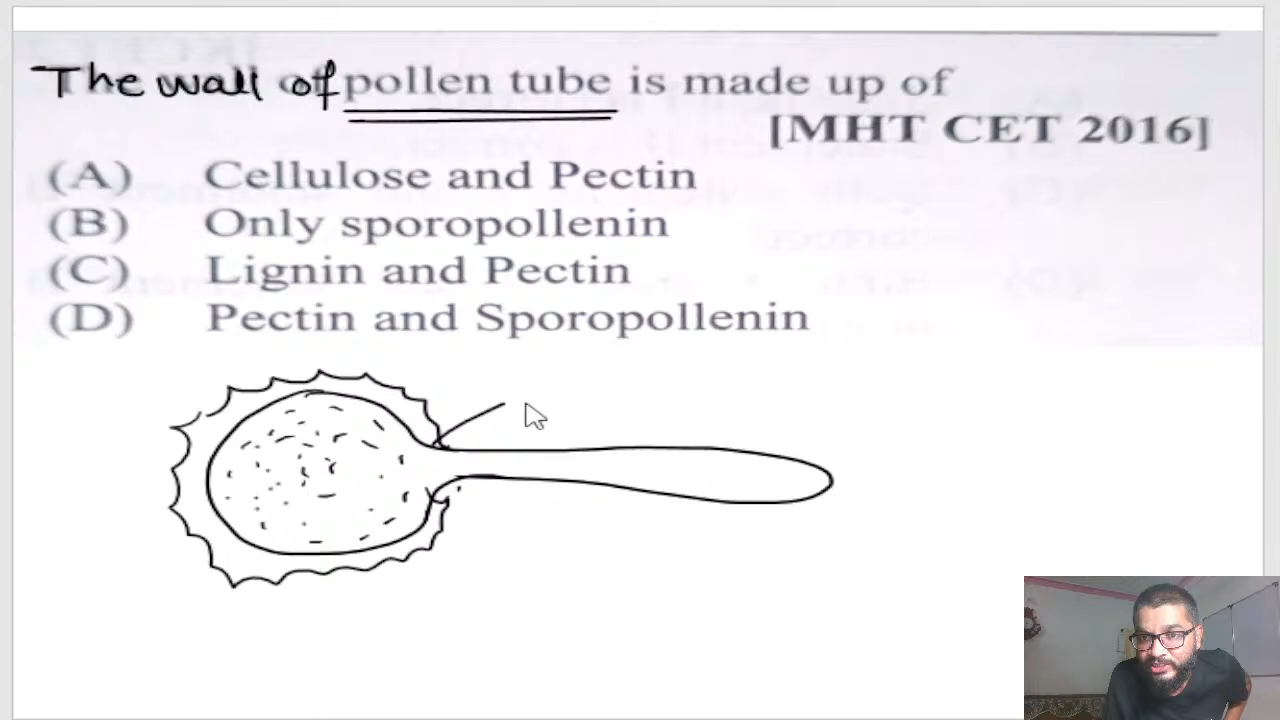 The wall of pollen tube is made up of
[MHT CET 2016]
(A) Cellulose and Pectin
(B) Only sporopollenin
(C) Lignin and Pectin
(D) Pectin and Sporopollenin